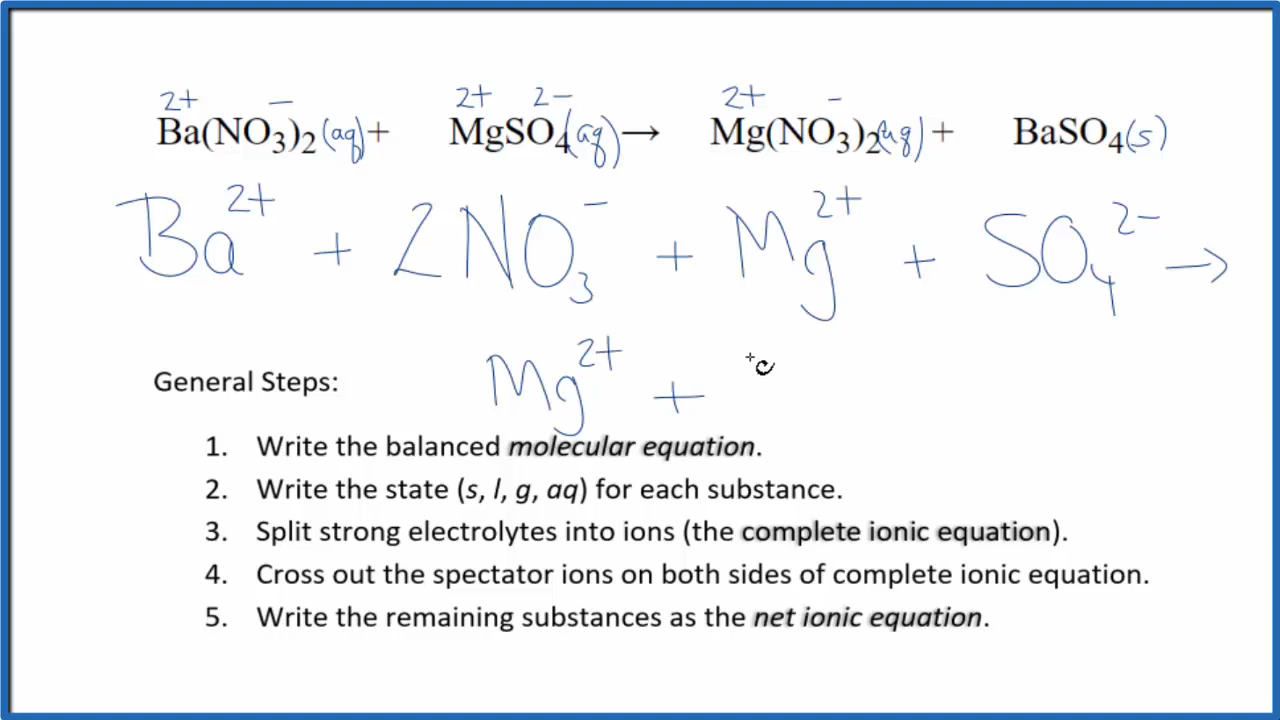 2+ − 2+ 2− 2+ −
Ba(NO₃)₂(aq) + MgSO₄(aq) → Mg(NO₃)₂(aq) + BaSO₄(s)
Ba²⁺ + 2NO₃⁻ + Mg²⁺ + SO₄²⁻ →
Mg²⁺ +
General Steps:
1. Write the balanced molecular equation.
2. Write the state (s, l, g, aq) for each substance.
3. Split strong electrolytes into ions (the complete ionic equation).
4. Cross out the spectator ions on both sides of complete ionic equation.
5. Write the remaining substances as the net ionic equation.